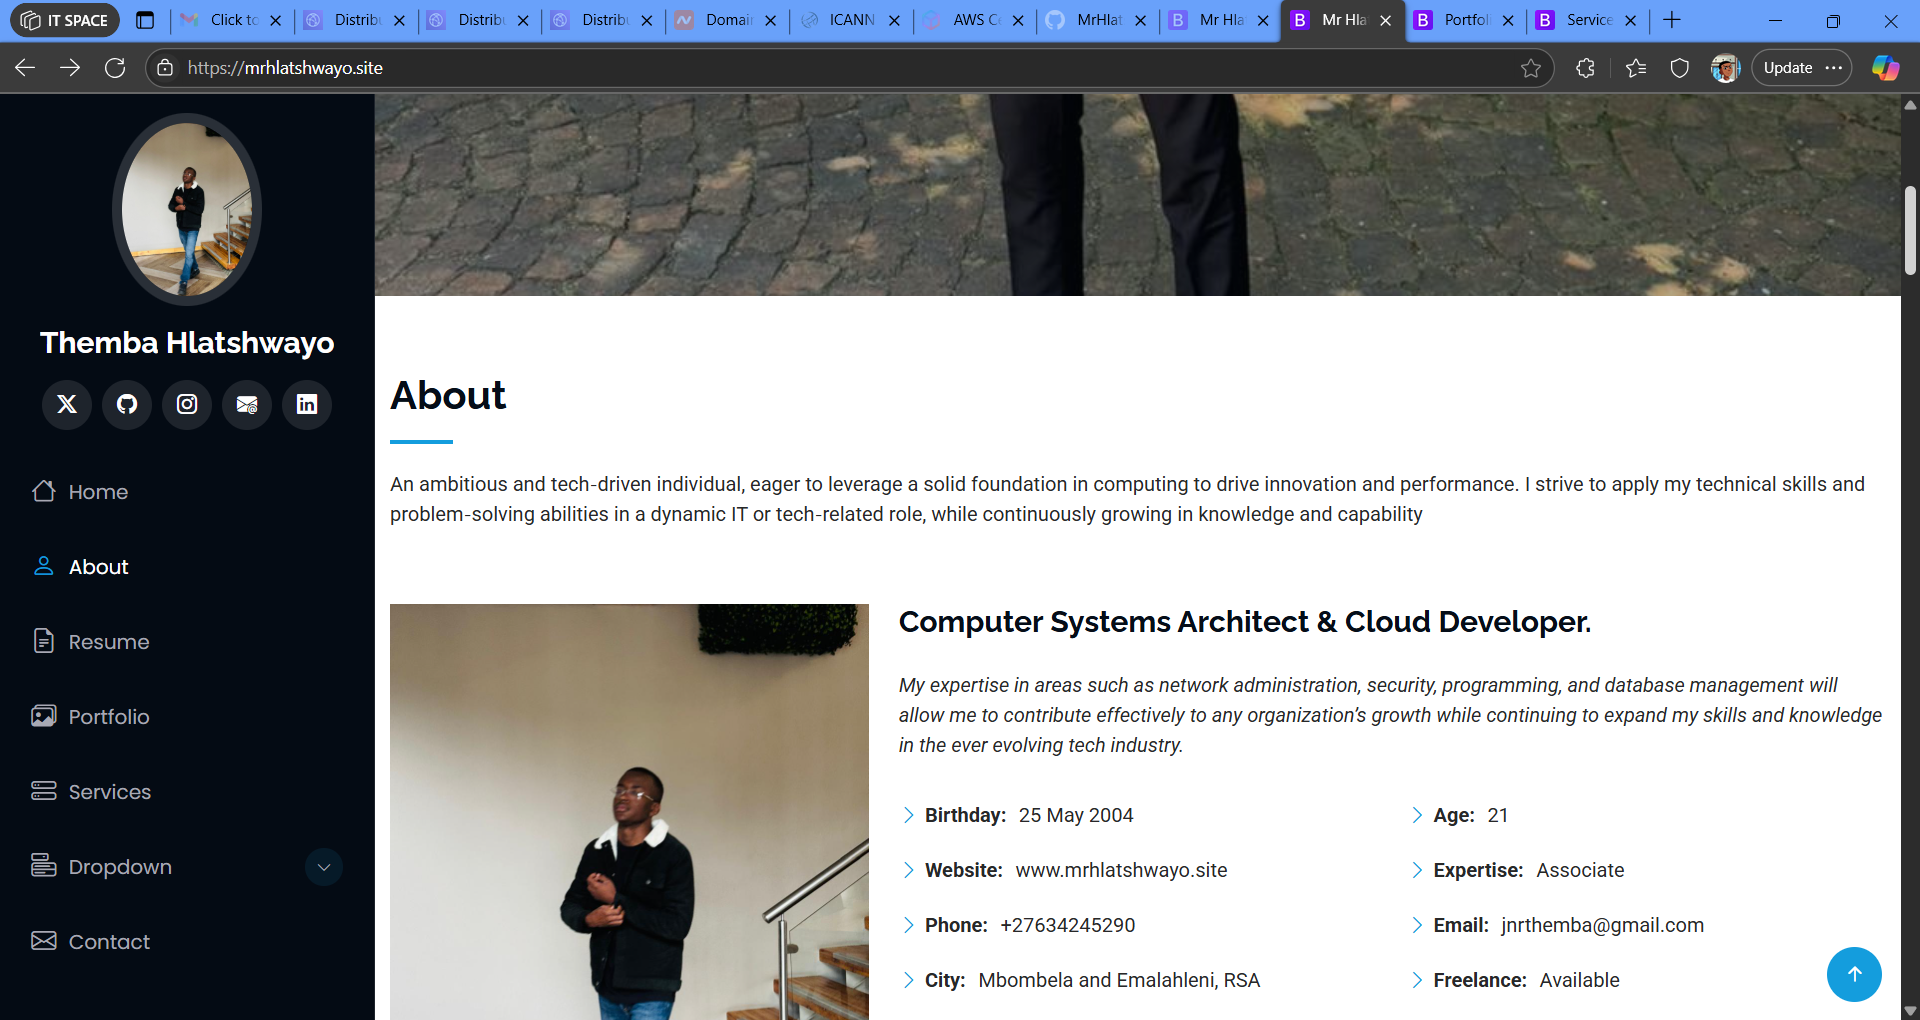 IT SPACE
Click to
Distribu
Distribu
Distribu
Domain
ICANN
AWS Ce
MrHlat
Mr Hla
Mr Hla
Portfoli
Service
https://mrhlatshwayo.site
Update
Themba Hlatshwayo
Home
About
Resume
Portfolio
Services
Dropdown
Contact
About
An ambitious and tech-driven individual, eager to leverage a solid foundation in computing to drive innovation and performance. I strive to apply my technical skills and
problem-solving abilities in a dynamic IT or tech-related role, while continuously growing in knowledge and capability
Computer Systems Architect & Cloud Developer.
My expertise in areas such as network administration, security, programming, and database management will
allow me to contribute effectively to any organization's growth while continuing to expand my skills and knowledge
in the ever evolving tech industry.
Birthday: 25 May 2004
Age: 21
Website: www.mrhlatshwayo.site
Expertise: Associate
Phone: +27634245290
Email: jnrthemba@gmail.com
City: Mbombela and Emalahleni, RSA
Freelance: Available